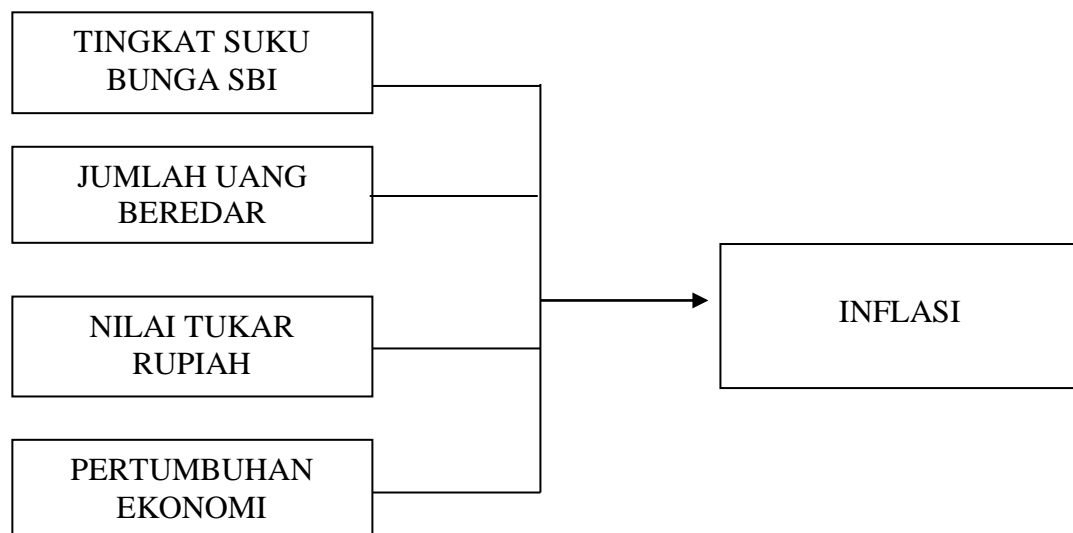 TINGKAT SUKU
BUNGA SBI
JUMLAH UANG
BEREDAR
NILAI TUKAR
RUPIAH
PERTUMBUHAN
EKONOMI
INFLASI